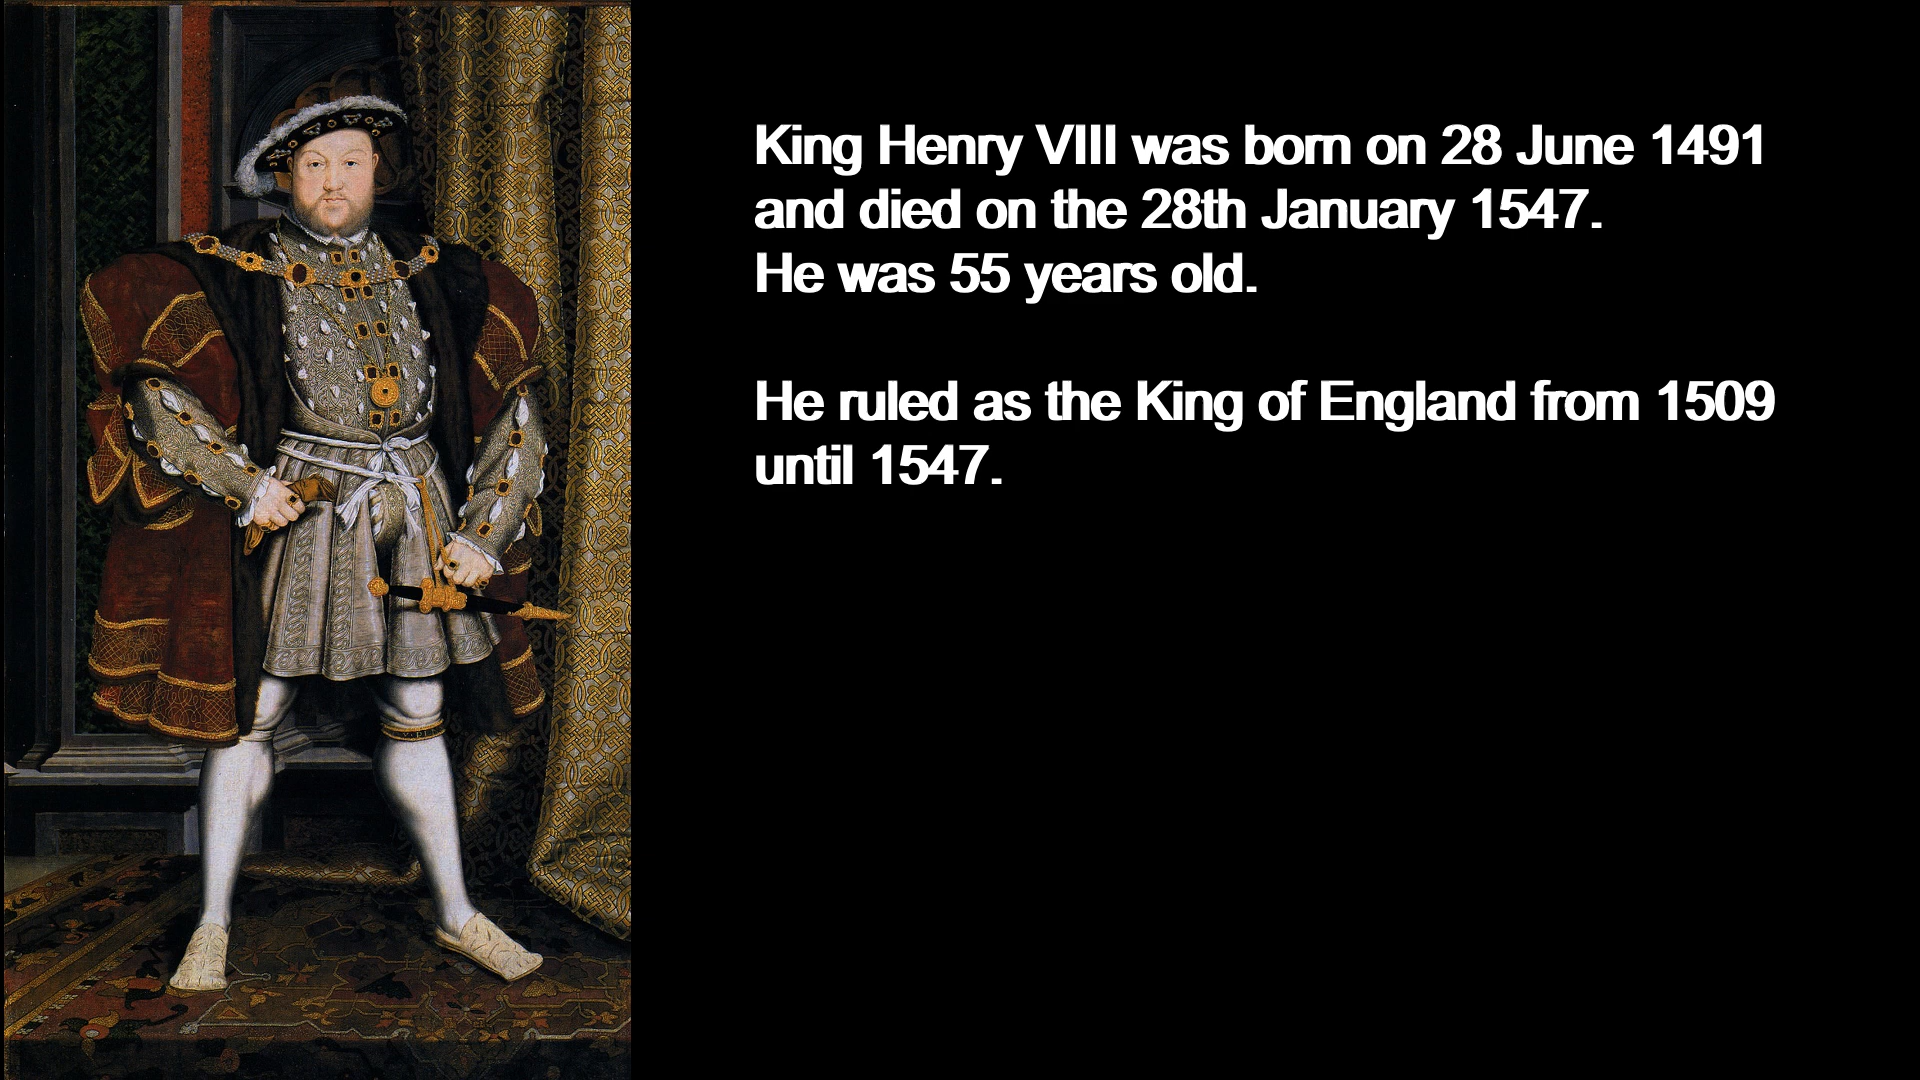 King Henry VIII was born on 28 June 1491
and died on the 28th January 1547.
He was 55 years old.
He ruled as the King of England from 1509
until 1547.